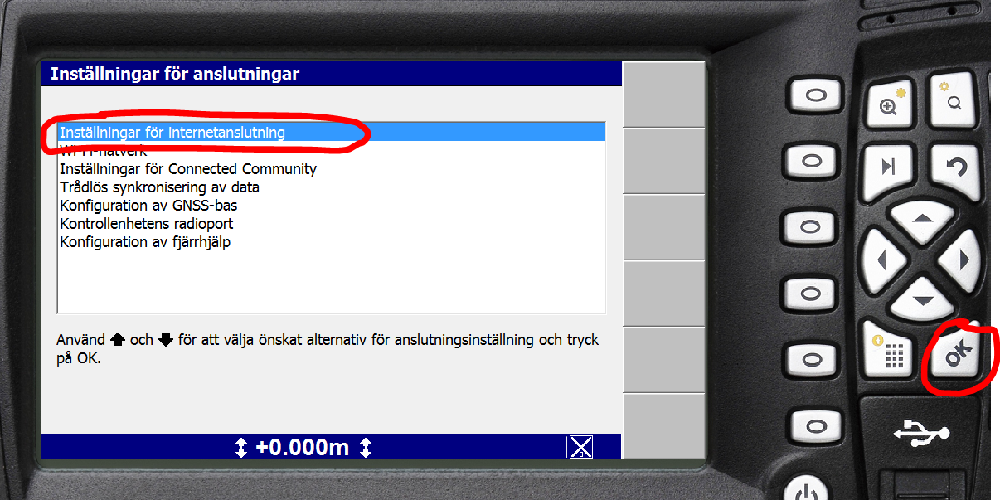 Inställningar för anslutningar
Inställningar för internetanslutning
Wi-Fi-nätverk
Inställningar för Connected Community
Trådlös synkronisering av data
Konfiguration av GNSS-bas
Kontrollenhetens radioport
Konfiguration av fjärrhjälp
Använd och för att välja önskat alternativ för anslutningsinställning och tryck
på OK.
+0.000m
OK